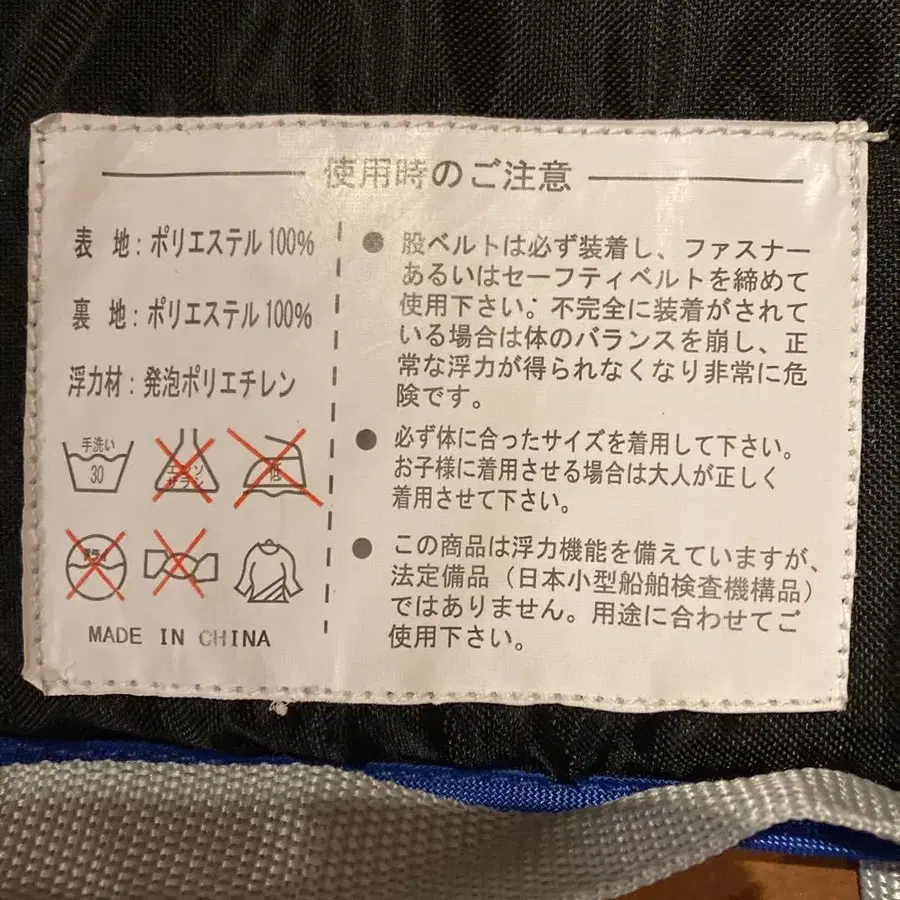 使用時のご注意
表 地：ポリエステル100%
裏 地：ポリエステル100%
浮力材：発泡ポリエチレン
手洗い
30
エンソ
サラシ
低
ドライ
MADE IN CHINA
● 股ベルトは必ず装着し、ファスナー
あるいはセーフティベルトを締めて
使用下さい。不完全に装着がされて
いる場合は体のバランスを崩し、正
常な浮力が得られなくなり非常に危
険です。
● 必ず体に合ったサイズを着用して下さい。
お子様に着用させる場合は大人が正しく
着用させて下さい。
● この商品は浮力機能を備えていますが、
法定備品（日本小型船舶検査機構品）
ではありません。用途に合わせてご
使用下さい。